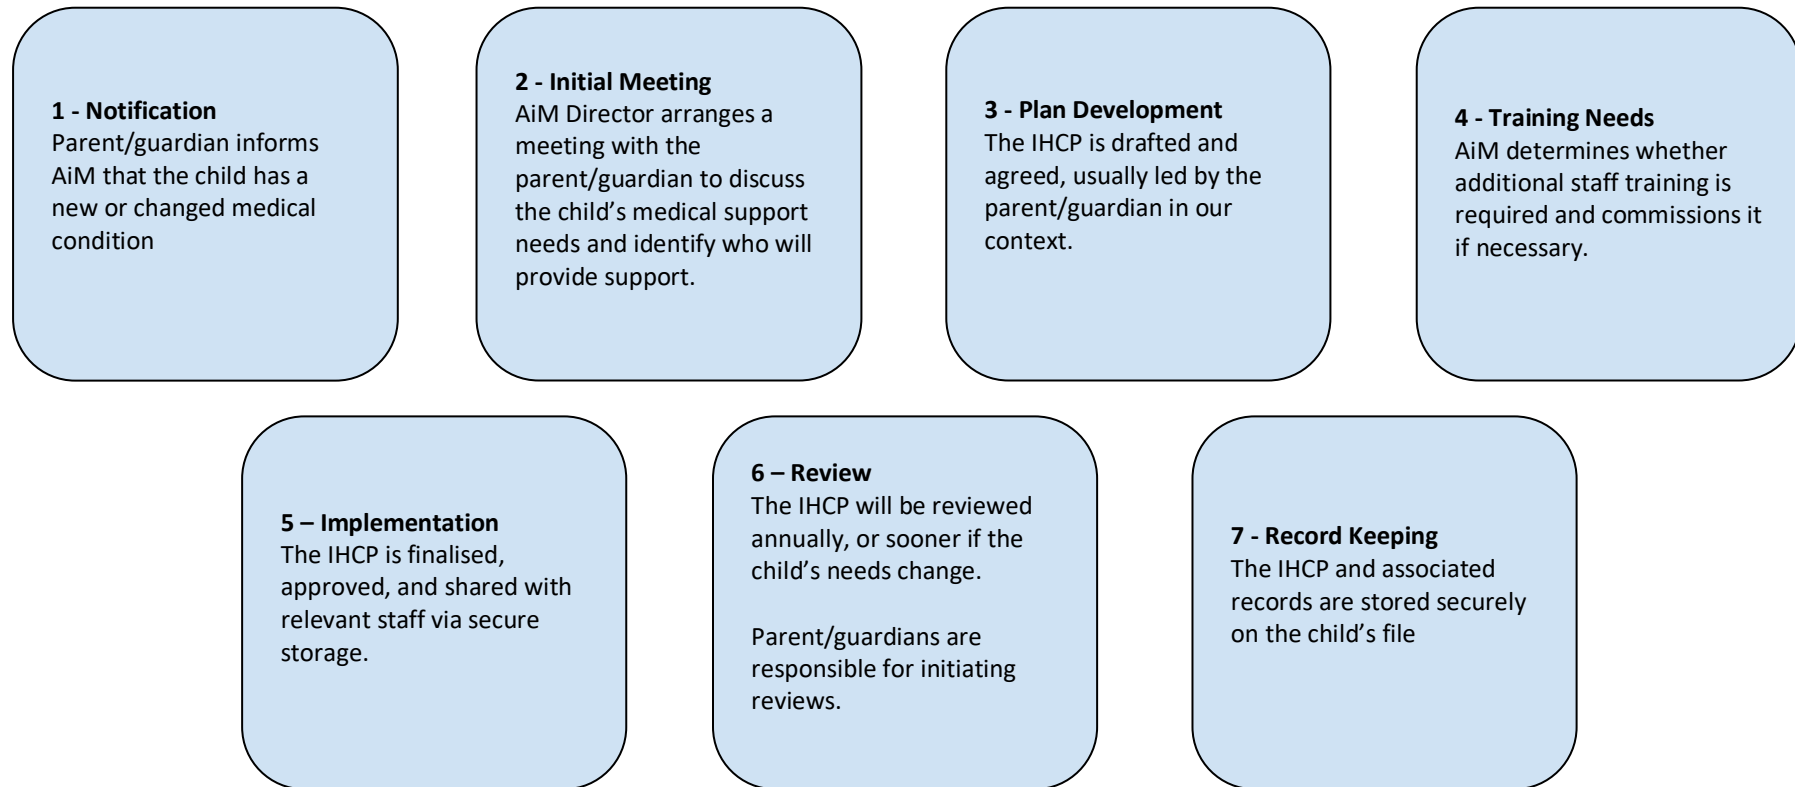 1 - Notification
Parent/guardian informs
AiM that the child has a
new or changed medical
condition
2 - Initial Meeting
AiM Director arranges a
meeting with the
parent/guardian to discuss
the child’s medical support
needs and identify who will
provide support.
3 - Plan Development
The IHCP is drafted and
agreed, usually led by the
parent/guardian in our
context.
4 - Training Needs
AiM determines whether
additional staff training is
required and commissions it
if necessary.
5 – Implementation
The IHCP is finalised,
approved, and shared with
relevant staff via secure
storage.
6 – Review
The IHCP will be reviewed
annually, or sooner if the
child’s needs change.
Parent/guardians are
responsible for initiating
reviews.
7 - Record Keeping
The IHCP and associated
records are stored securely
on the child’s file